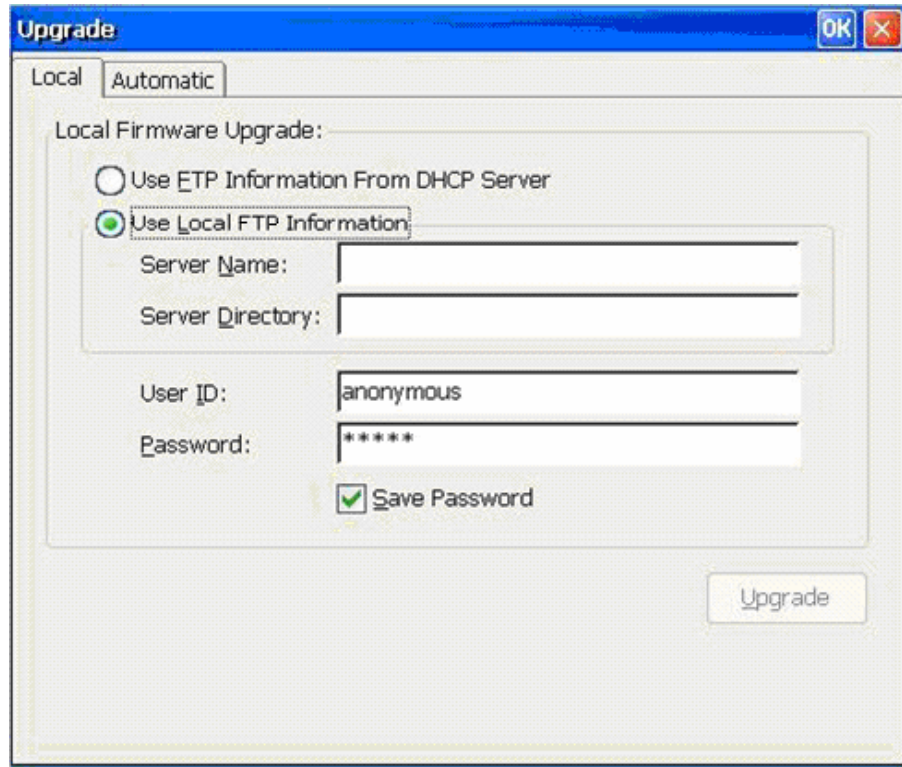 Upgrade OK
Local Automatic
Local Firmware Upgrade:
Use FTP Information From DHCP Server
Use Local FTP Information
Server Name:
Server Directory:
User ID: anonymous
Password: *****
Save Password
Upgrade